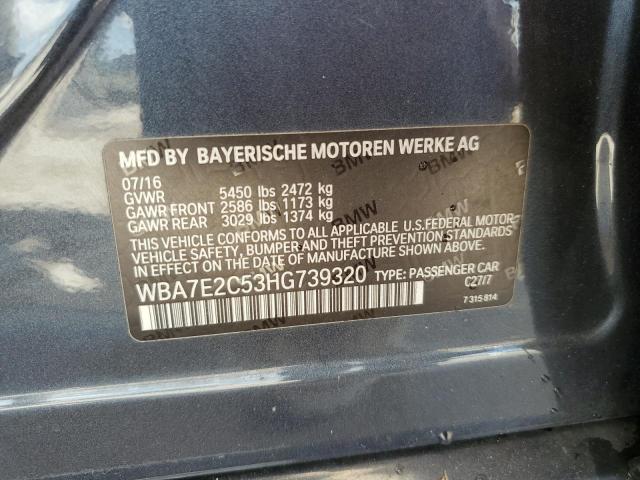 MFD BY BAYERISCHE MOTOREN WERKE AG
07/16
GVWR 5450 lbs 2472 kg
GAWR FRONT 2586 lbs 1173 kg
GAWR REAR 3029 lbs 1374 kg
THIS VEHICLE CONFORMS TO ALL APPLICABLE U.S.FEDERAL MOTOR
VEHICLE SAFETY, BUMPER AND THEFT PREVENTION STANDARDS
IN EFFECT ON THE DATE OF MANUFACTURE SHOWN ABOVE.
WBA7E2C53HG739320 TYPE: PASSENGER CAR
C27/7
7 315 814